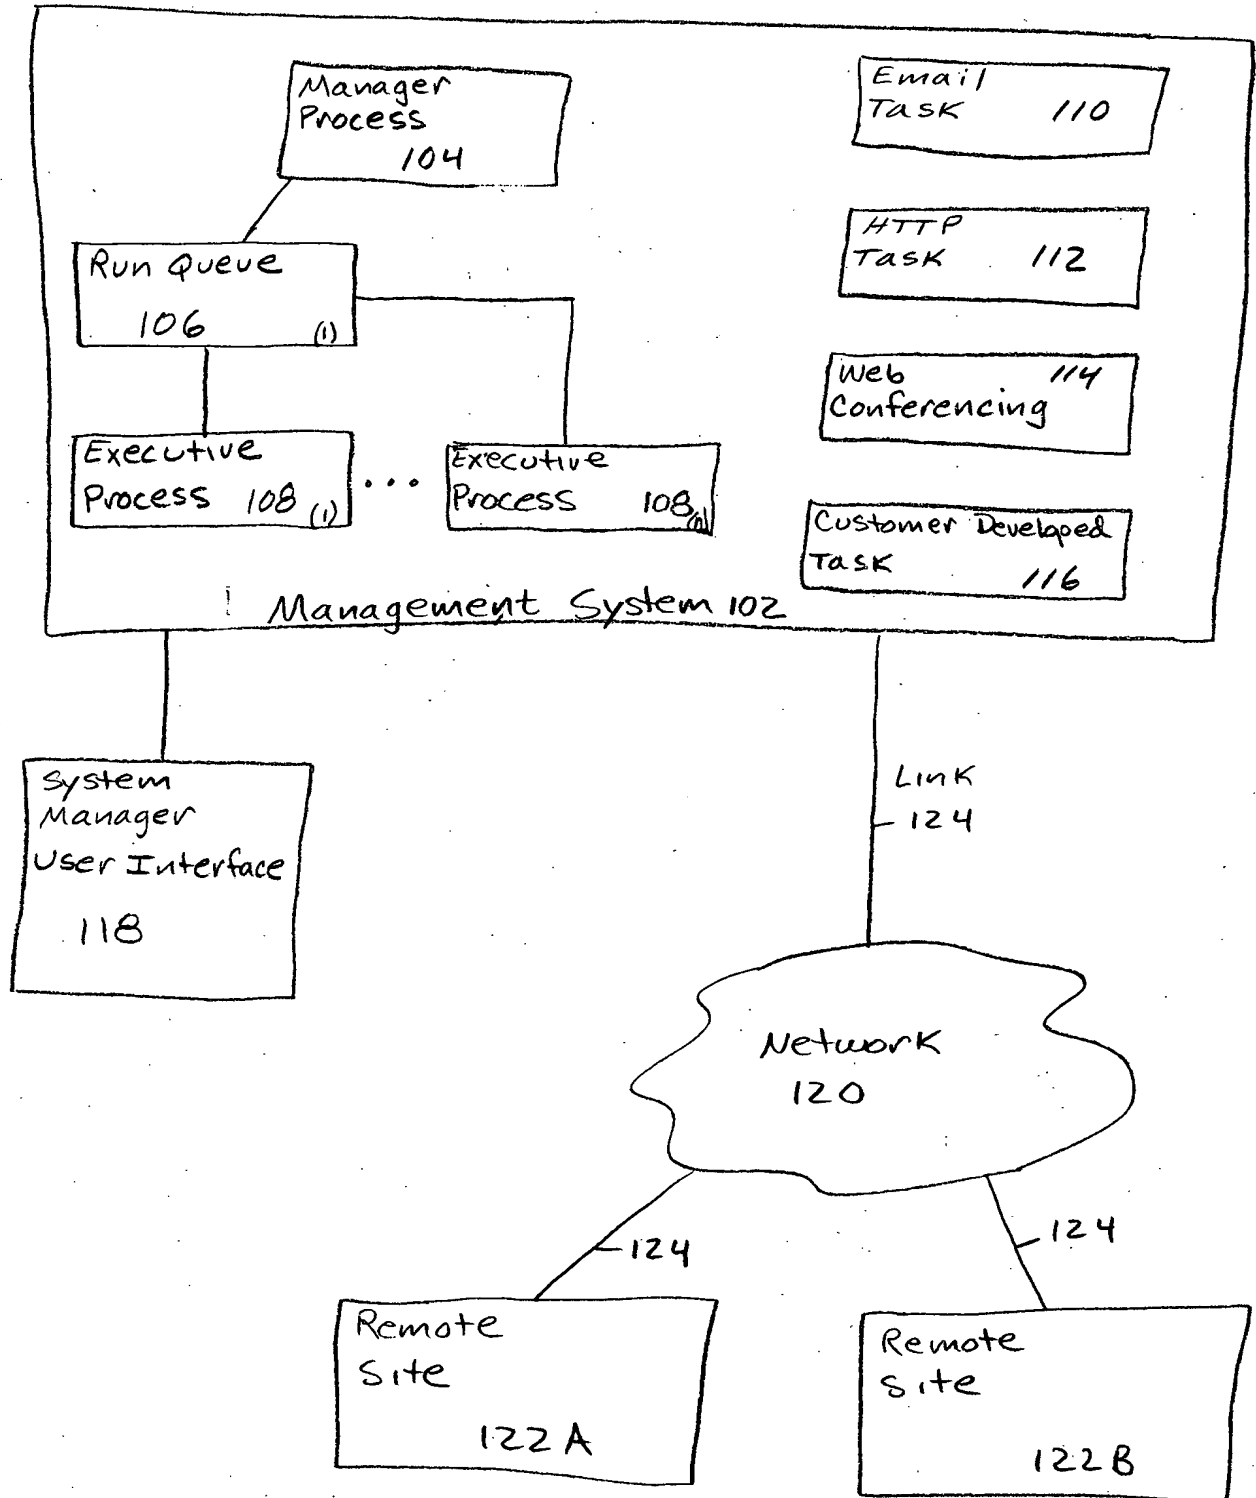 Manager
Process
104
Email
Task 110
Run Queue
106 (1)
HTTP
Task 112
Web 114
Conferencing
Executive
Process 108 (1)
...
Executive
Process 108 (n)
Customer Developed
Task
116
Management System 102
System
Manager
User Interface
118
Link
124
Network
120
124
124
Remote
Site
122A
Remote
Site
122B